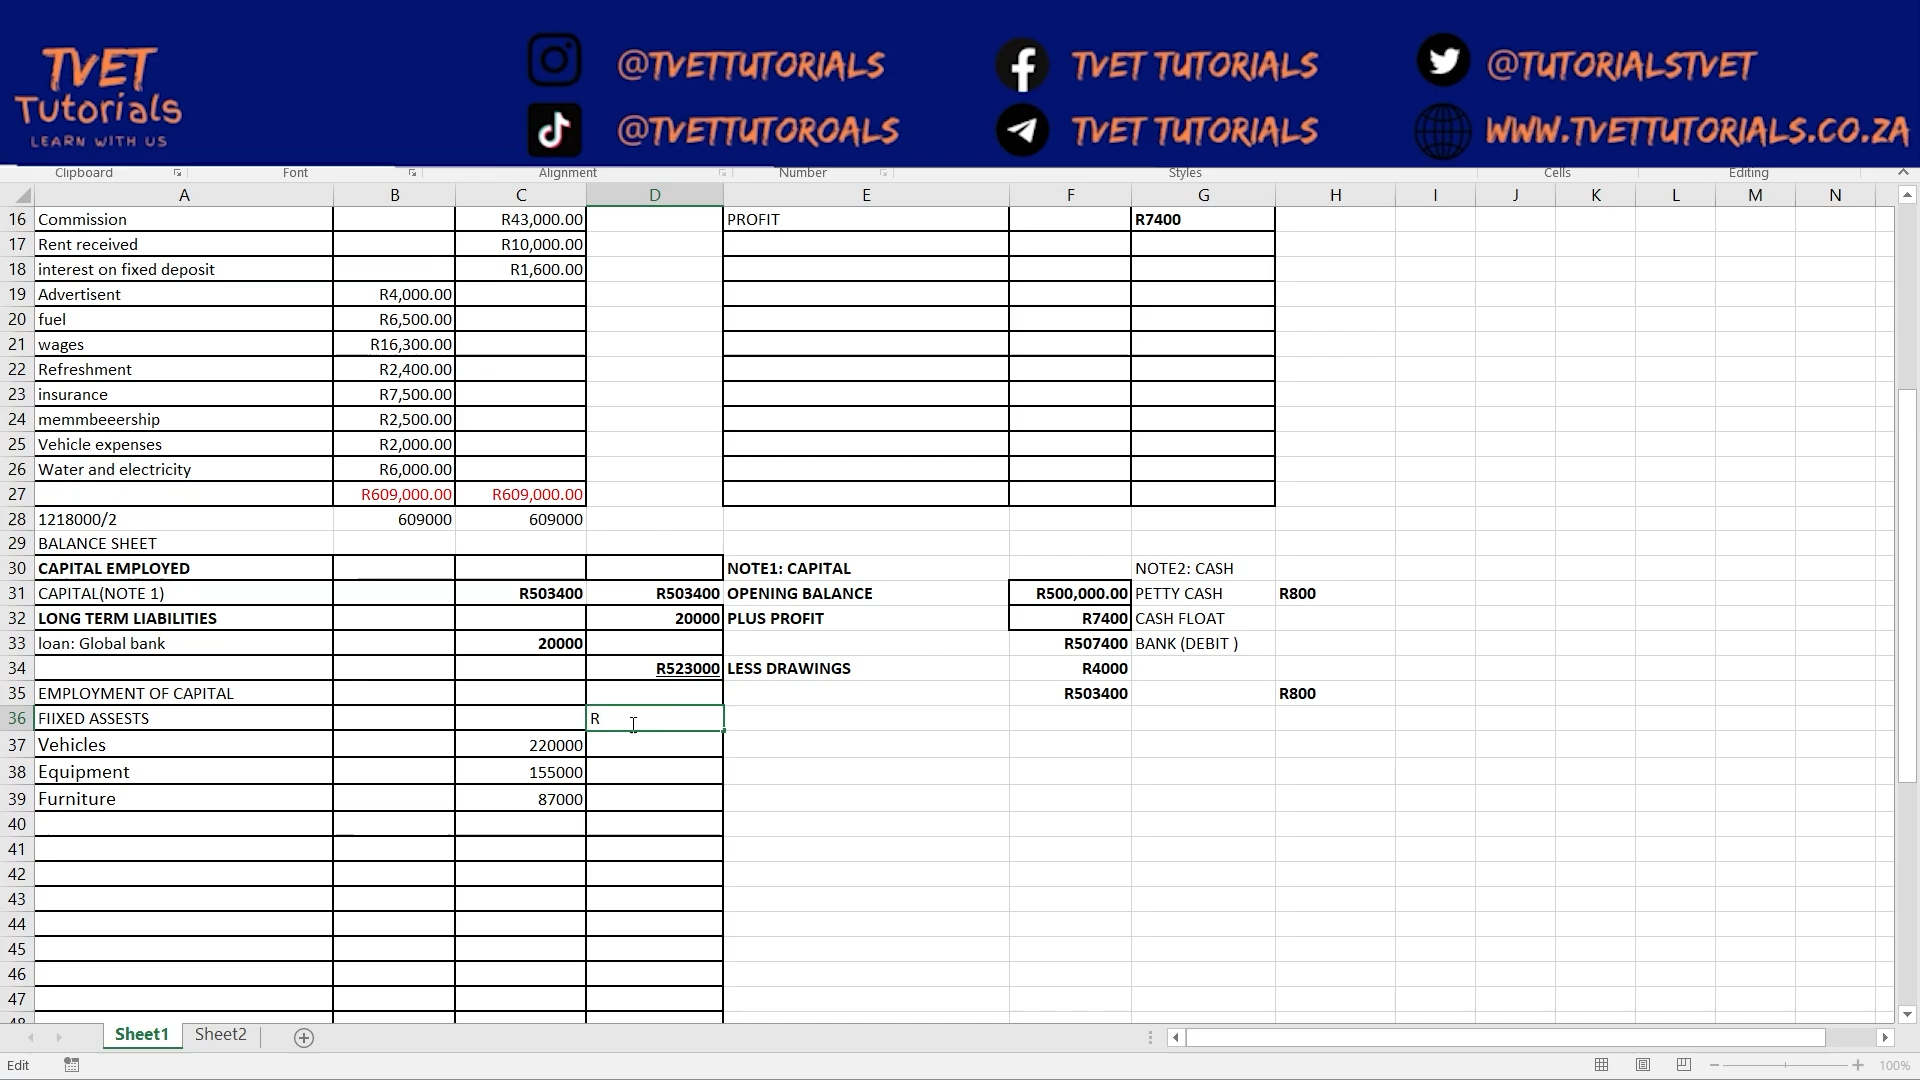 TVET
Tutorials
LEARN WITH US
@TVETTUTORIALS
TVET TUTORIALS
@TUTORIALSTVET
@TVETTUTOROALS
TVET TUTORIALS
WWW.TVETTUTORIALS.CO.ZA
Clipboard Font Alignment Number Styles Cells Editing
A B C D E F G H I J K L M N
16 Commission R43,000.00 PROFIT R7400
17 Rent received R10,000.00
18 interest on fixed deposit R1,600.00
19 Advertisent R4,000.00
20 fuel R6,500.00
21 wages R16,300.00
22 Refreshment R2,400.00
23 insurance R7,500.00
24 memmbeeership R2,500.00
25 Vehicle expenses R2,000.00
26 Water and electricity R6,000.00
27 R609,000.00 R609,000.00
28 1218000/2 609000 609000
29 BALANCE SHEET
30 CAPITAL EMPLOYED NOTE1: CAPITAL NOTE2: CASH
31 CAPITAL(NOTE 1) R503400 R503400 OPENING BALANCE R500,000.00 PETTY CASH R800
32 LONG TERM LIABILITIES 20000 PLUS PROFIT R7400 CASH FLOAT
33 loan: Global bank 20000 R507400 BANK (DEBIT )
34 R523000 LESS DRAWINGS R4000
35 EMPLOYMENT OF CAPITAL R503400 R800
36 FIIXED ASSESTS R
37 Vehicles 220000
38 Equipment 155000
39 Furniture 87000
40
41
42
43
44
45
46
47
48
Sheet1 Sheet2
Edit 100%